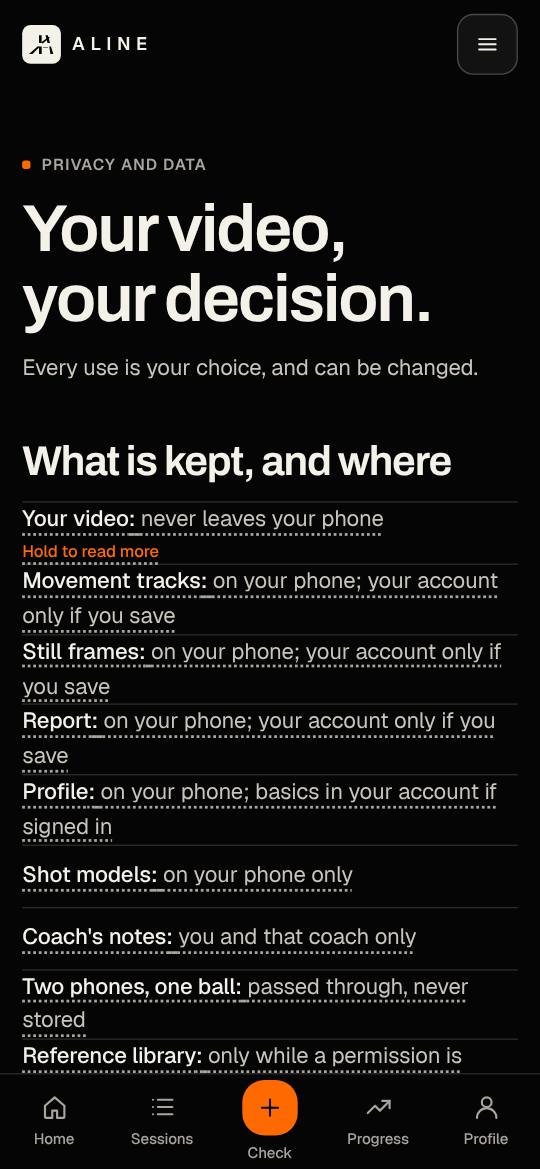 ALINE
PRIVACY AND DATA
Your video,
your decision.
Every use is your choice, and can be changed.
What is kept, and where
Your video: never leaves your phone
Hold to read more
Movement tracks: on your phone; your account
only if you save
Still frames: on your phone; your account only if
you save
Report: on your phone; your account only if you
save
Profile: on your phone; basics in your account if
signed in
Shot models: on your phone only
Coach's notes: you and that coach only
Two phones, one ball: passed through, never
stored
Reference library: only while a permission is
Home
Sessions
Check
Progress
Profile